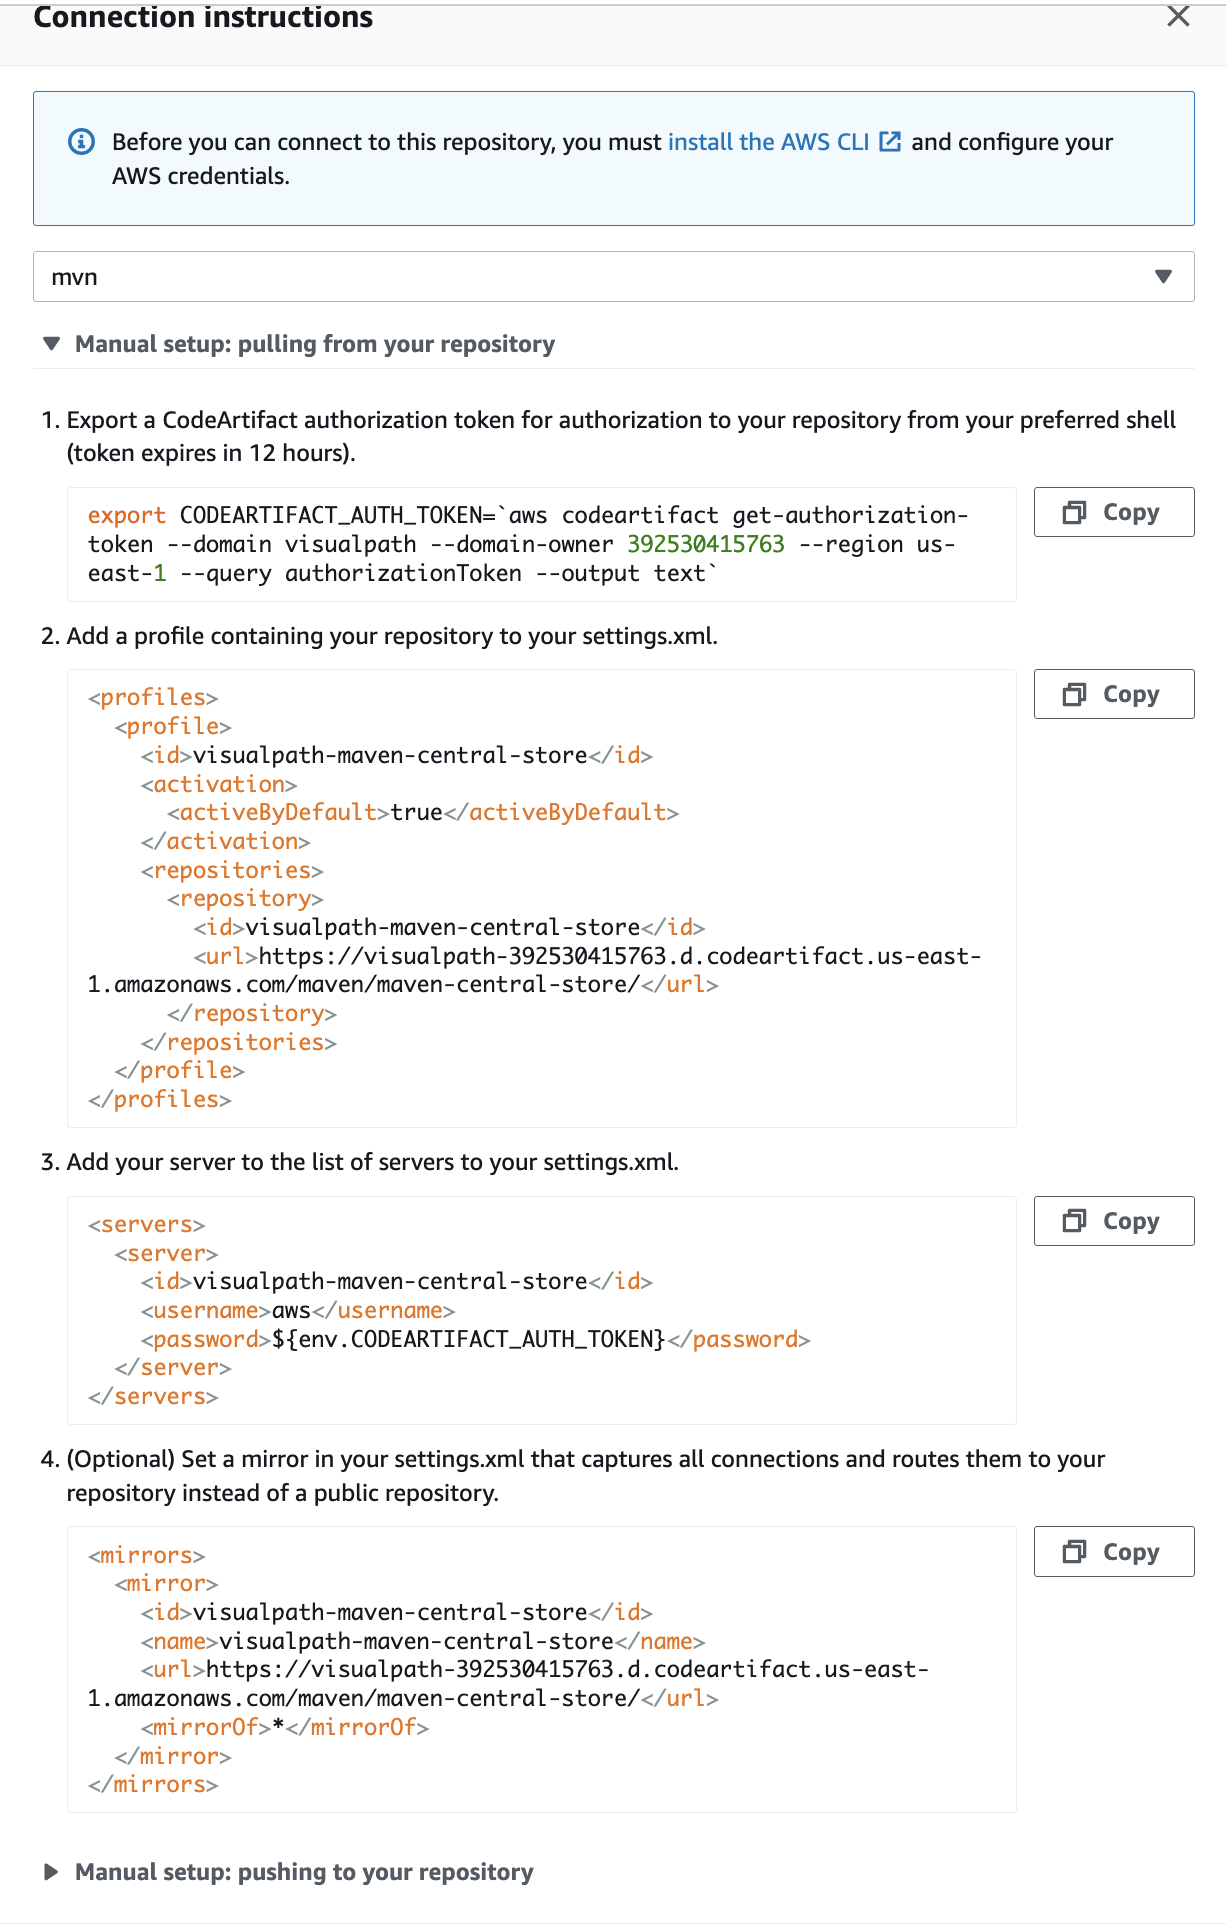 Connection instructions
Before you can connect to this repository, you must install the AWS CLI and configure your
AWS credentials.
mvn
Manual setup: pulling from your repository
1. Export a CodeArtifact authorization token for authorization to your repository from your preferred shell
(token expires in 12 hours).
export CODEARTIFACT_AUTH_TOKEN=`aws codeartifact get-authorization-
token --domain visualpath --domain-owner 392530415763 --region us-
east-1 --query authorizationToken --output text`
Copy
2. Add a profile containing your repository to your settings.xml.
<profiles>
  <profile>
    <id>visualpath-maven-central-store</id>
    <activation>
      <activeByDefault>true</activeByDefault>
    </activation>
    <repositories>
      <repository>
        <id>visualpath-maven-central-store</id>
        <url>https://visualpath-392530415763.d.codeartifact.us-east-
1.amazonaws.com/maven/maven-central-store/</url>
      </repository>
    </repositories>
  </profile>
</profiles>
Copy
3. Add your server to the list of servers to your settings.xml.
<servers>
  <server>
    <id>visualpath-maven-central-store</id>
    <username>aws</username>
    <password>${env.CODEARTIFACT_AUTH_TOKEN}</password>
  </server>
</servers>
Copy
4. (Optional) Set a mirror in your settings.xml that captures all connections and routes them to your
repository instead of a public repository.
<mirrors>
  <mirror>
    <id>visualpath-maven-central-store</id>
    <name>visualpath-maven-central-store</name>
    <url>https://visualpath-392530415763.d.codeartifact.us-east-
1.amazonaws.com/maven/maven-central-store/</url>
    <mirrorOf>*</mirrorOf>
  </mirror>
</mirrors>
Copy
Manual setup: pushing to your repository